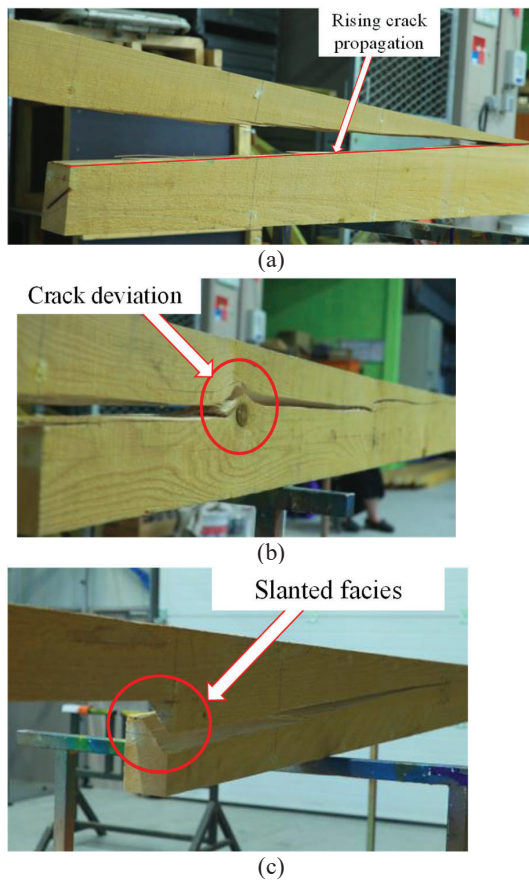 Rising crack
propagation
(a)
Crack deviation
(b)
Slanted facies
(c)